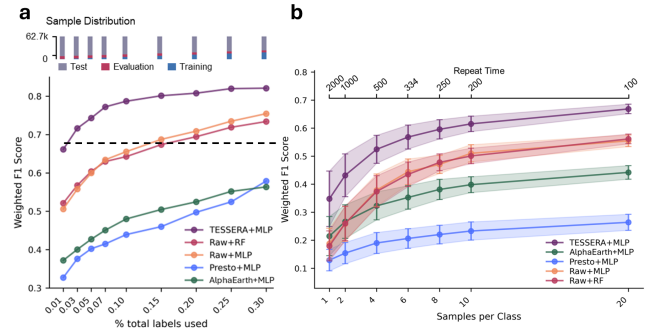 a
Sample Distribution
62.7k
0
Test
Evaluation
Training
0.8
0.7
0.6
0.5
0.4
0.3
Weighted F1 Score
TESSERA+MLP
Raw+RF
Raw+MLP
Presto+MLP
AlphaEarth+MLP
0.01
0.03
0.05
0.07
0.10
0.15
0.20
0.25
0.30
% total labels used
b
Repeat Time
2000
1000
500
334
250
200
100
0.8
0.7
0.6
0.5
0.4
0.3
0.2
0.1
Weighted F1 Score
TESSERA+MLP
AlphaEarth+MLP
Presto+MLP
Raw+MLP
Raw+RF
1
2
4
6
8
10
20
Samples per Class